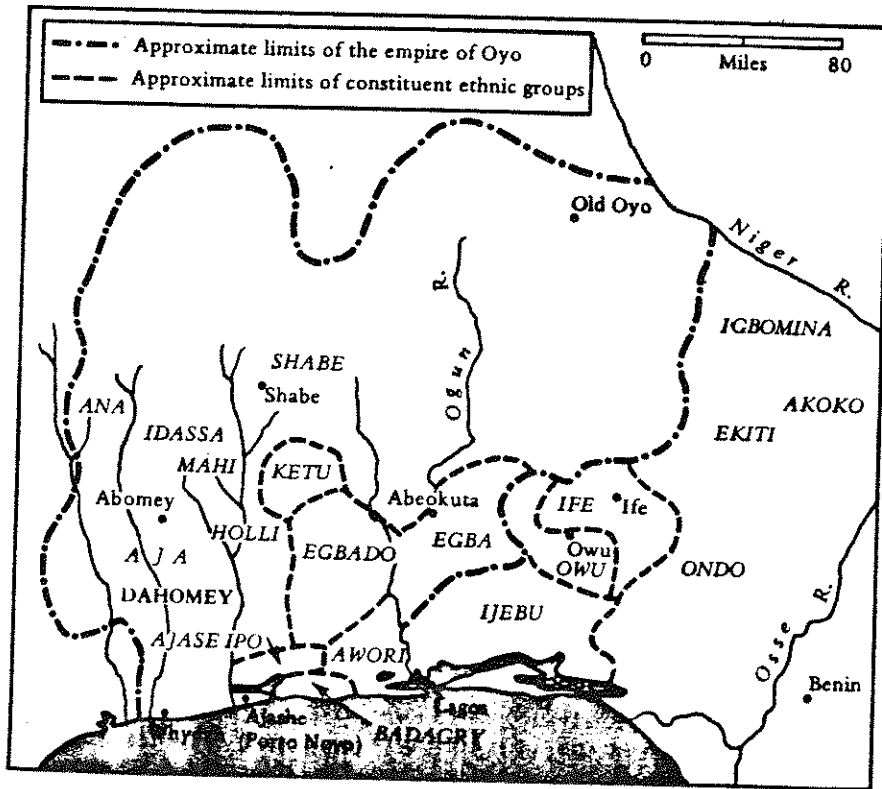 Approximate limits of the empire of Oyo
Approximate limits of constituent ethnic groups
0 Miles 80
Old Oyo
Niger R.
IGBOMINA
SHABE
Shabe
Ogun R.
ANA
AKOKO
IDASSA
EKITI
MAHI
KETU
Abomey
Abeokuta
IFE
Ife
HOLLI
EGBADO
EGBA
Owu
OWU
AJA
ONDO
DAHOMEY
IJEBU
AJASE IPO
AWORI
Osse R.
Benin
Lagos
Ajashe
(Porto Novo)
BADAGRY